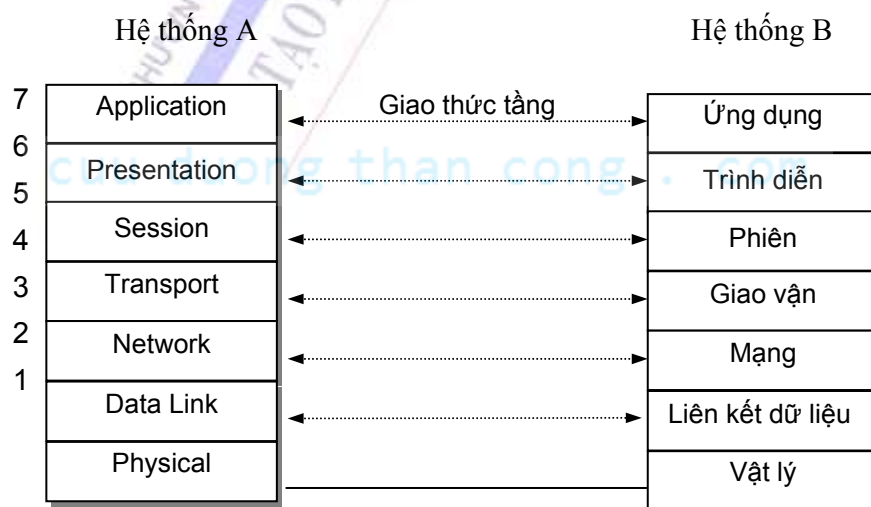 Hệ thống A Hệ thống B
7 Application Giao thức tầng Ứng dụng
6 Presentation Trình diễn
5 Session Phiên
4 Transport Giao vận
3 Network Mạng
2 Data Link Liên kết dữ liệu
1 Physical Vật lý
cuu duong than cong . com
TẠO